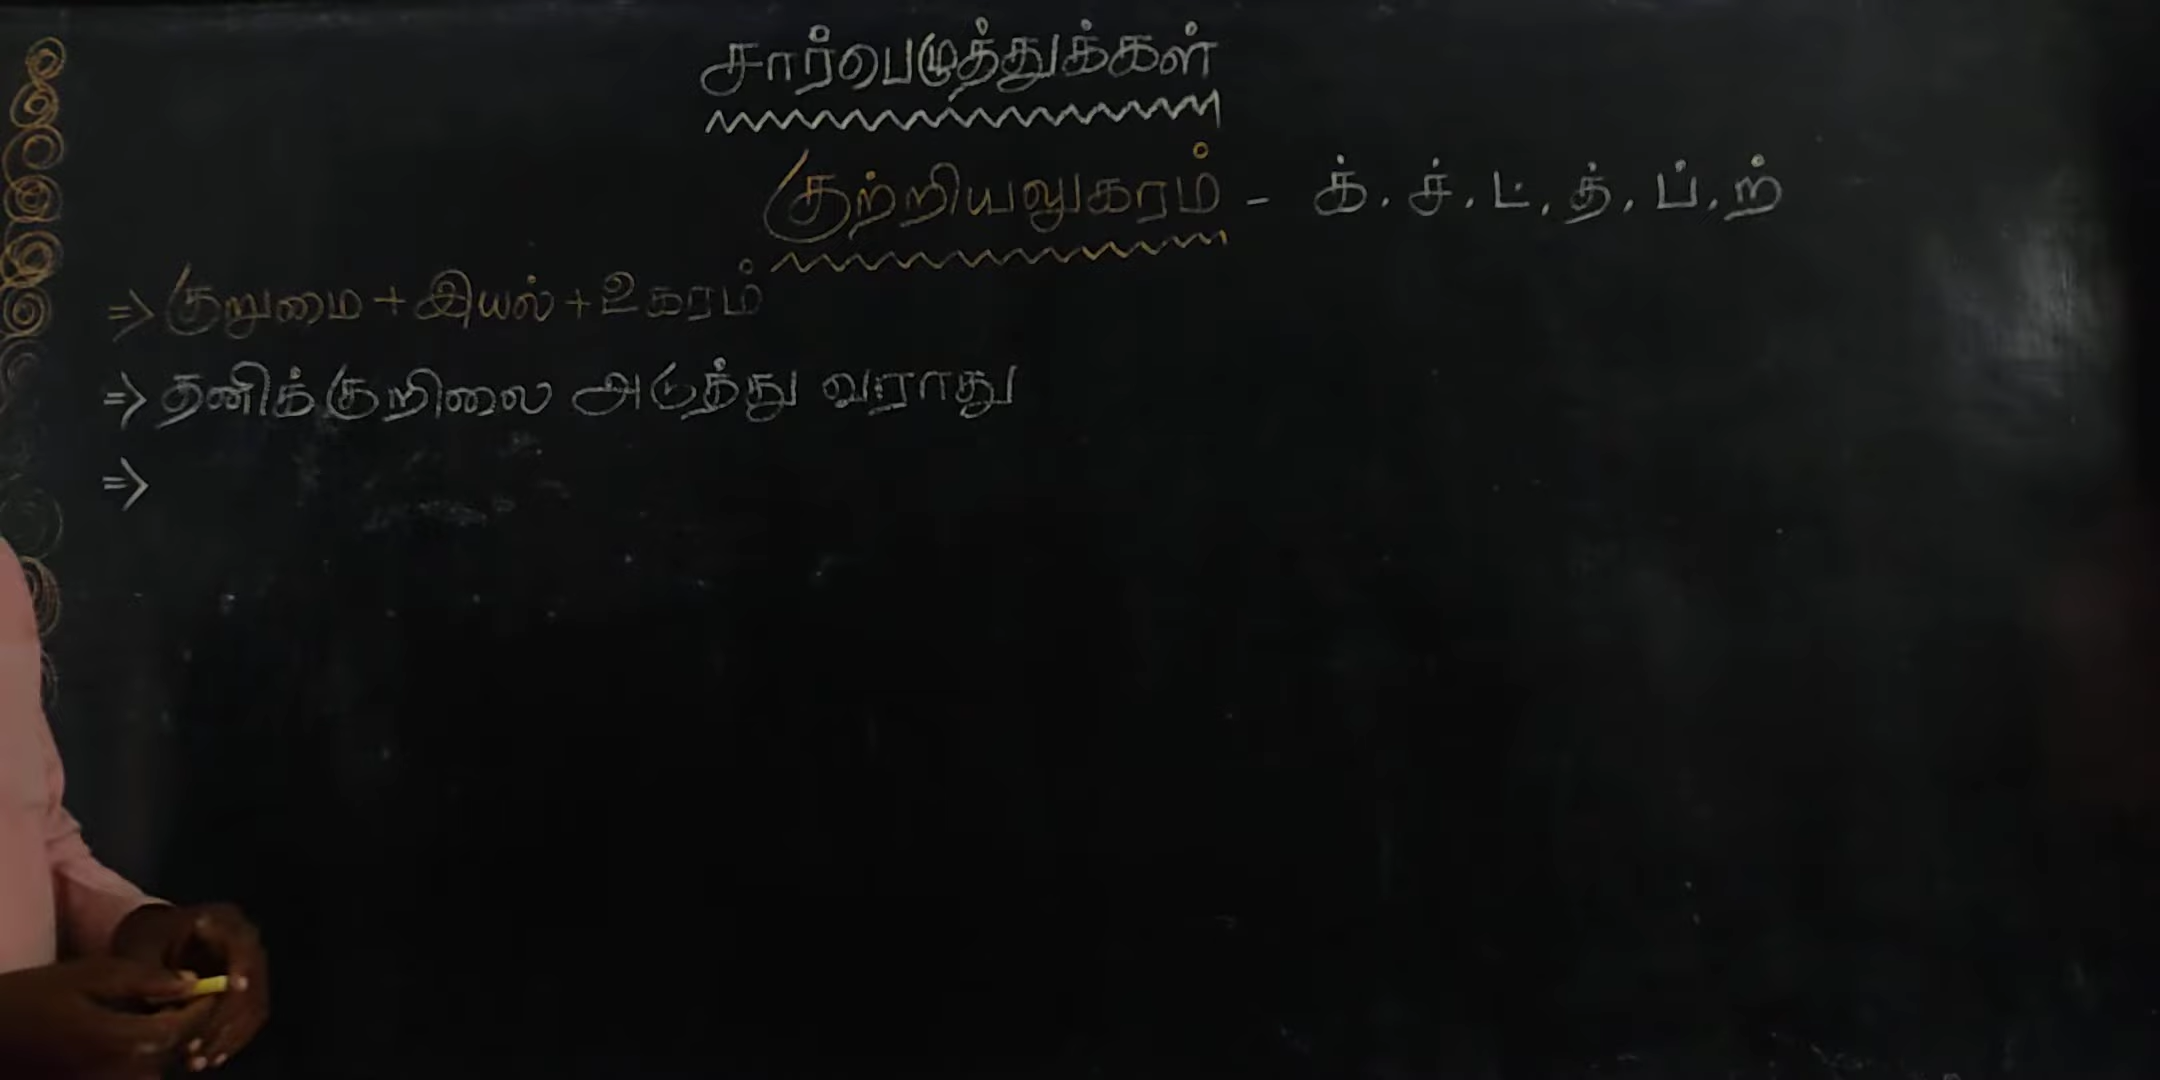 சார்பெழுத்துக்கள்
குற்றியலுகரம் - க். ச். ட். த். ப். ற்
=> குறுமை + இயல் + உகரம்
=> தனிக்குறிலை அடுத்து வராது
=>